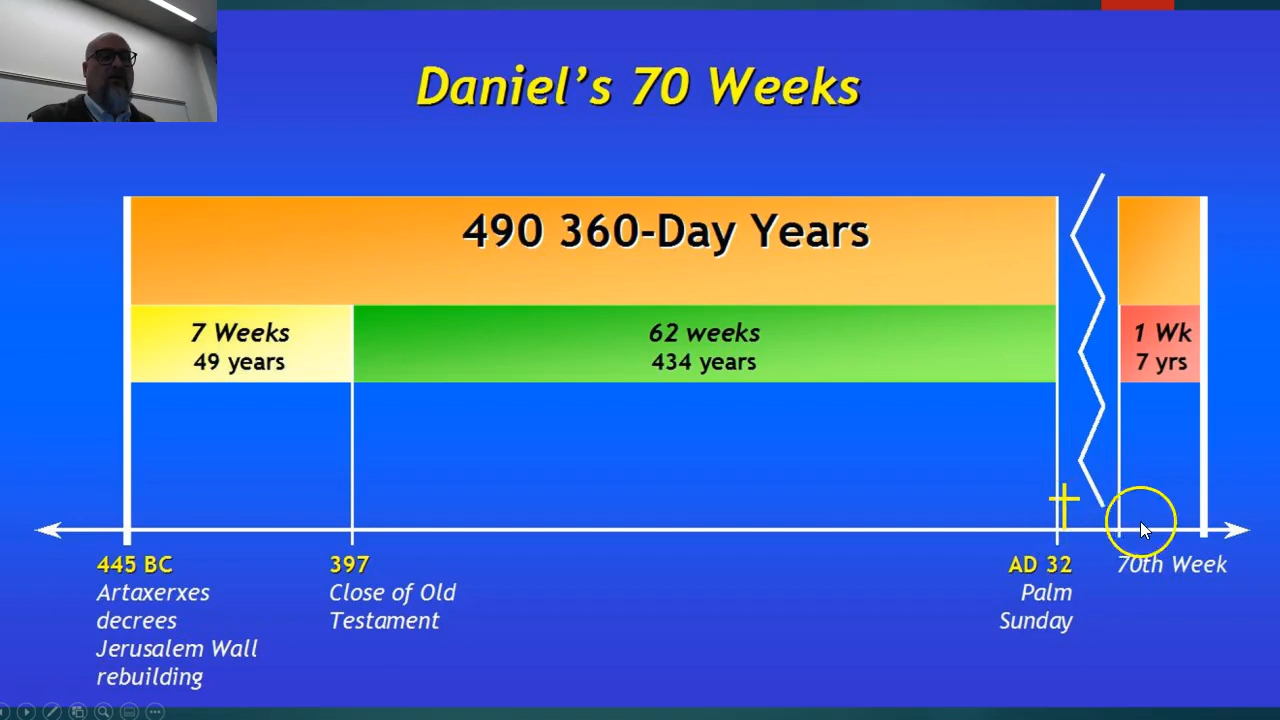 Daniel’s 70 Weeks
490 360-Day Years
7 Weeks
49 years
62 weeks
434 years
1 Wk
7 yrs
445 BC
Artaxerxes
decrees
Jerusalem Wall
rebuilding
397
Close of Old
Testament
AD 32
Palm
Sunday
70th Week